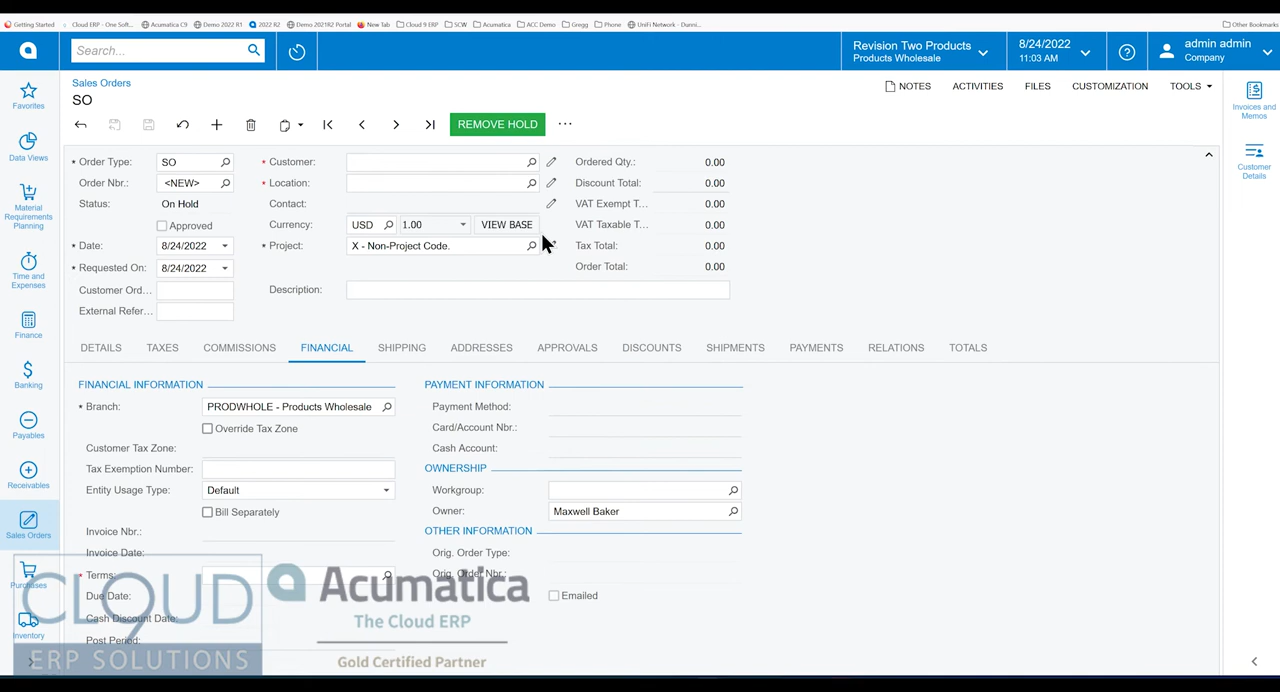 Getting Started Cloud ERP - One Soft... Acumatica C9 Demo 2022 R1 2022 R2 Demo 2021R2 Portal New Tab Cloud 9 ERP SCW Acumatica ACC Demo Gregg Phone UniFi Network - Dunni... Other Bookmarks
Search...
Revision Two Products
Products Wholesale
8/24/2022
11:03 AM
admin admin
Company
Favorites
Data Views
Material
Requirements
Planning
Time and
Expenses
Finance
Banking
Payables
Receivables
Sales Orders
Purchases
Inventory
Sales Orders
SO
NOTES ACTIVITIES FILES CUSTOMIZATION TOOLS
REMOVE HOLD ...
* Order Type: SO
Order Nbr.: <NEW>
Status: On Hold
Approved
* Date: 8/24/2022
* Requested On: 8/24/2022
Customer Ord...
External Refer...
* Customer:
* Location:
Contact:
Currency: USD 1.00 VIEW BASE
* Project: X - Non-Project Code.
Description:
Ordered Qty.: 0.00
Discount Total: 0.00
VAT Exempt T... 0.00
VAT Taxable T... 0.00
Tax Total: 0.00
Order Total: 0.00
Invoices and
Memos
Customer
Details
DETAILS TAXES COMMISSIONS FINANCIAL SHIPPING ADDRESSES APPROVALS DISCOUNTS SHIPMENTS PAYMENTS RELATIONS TOTALS
FINANCIAL INFORMATION
* Branch: PRODWHOLE - Products Wholesale
Override Tax Zone
Customer Tax Zone:
Tax Exemption Number:
Entity Usage Type: Default
Bill Separately
Invoice Nbr.:
Invoice Date:
* Terms:
Due Date:
Cash Discount Date:
Post Period:
PAYMENT INFORMATION
Payment Method:
Card/Account Nbr.:
Cash Account:
OWNERSHIP
Workgroup:
Owner: Maxwell Baker
OTHER INFORMATION
Orig. Order Type:
Orig. Order Nbr.:
Emailed
CLOUD
9
ERP SOLUTIONS
Acumatica
The Cloud ERP
Gold Certified Partner